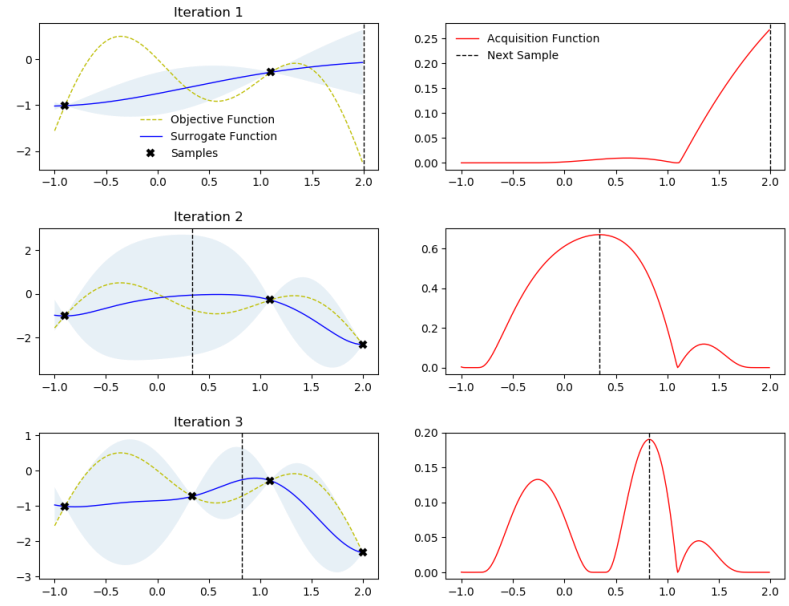 Iteration 1
0
−1
−2
Objective Function
Surrogate Function
Samples
−1.0 −0.5 0.0 0.5 1.0 1.5 2.0
0.25
0.20
0.15
0.10
0.05
0.00
Acquisition Function
Next Sample
−1.0 −0.5 0.0 0.5 1.0 1.5 2.0
Iteration 2
2
0
−2
−1.0 −0.5 0.0 0.5 1.0 1.5 2.0
0.6
0.4
0.2
0.0
−1.0 −0.5 0.0 0.5 1.0 1.5 2.0
Iteration 3
1
0
−1
−2
−3
−1.0 −0.5 0.0 0.5 1.0 1.5 2.0
0.20
0.15
0.10
0.05
0.00
−1.0 −0.5 0.0 0.5 1.0 1.5 2.0